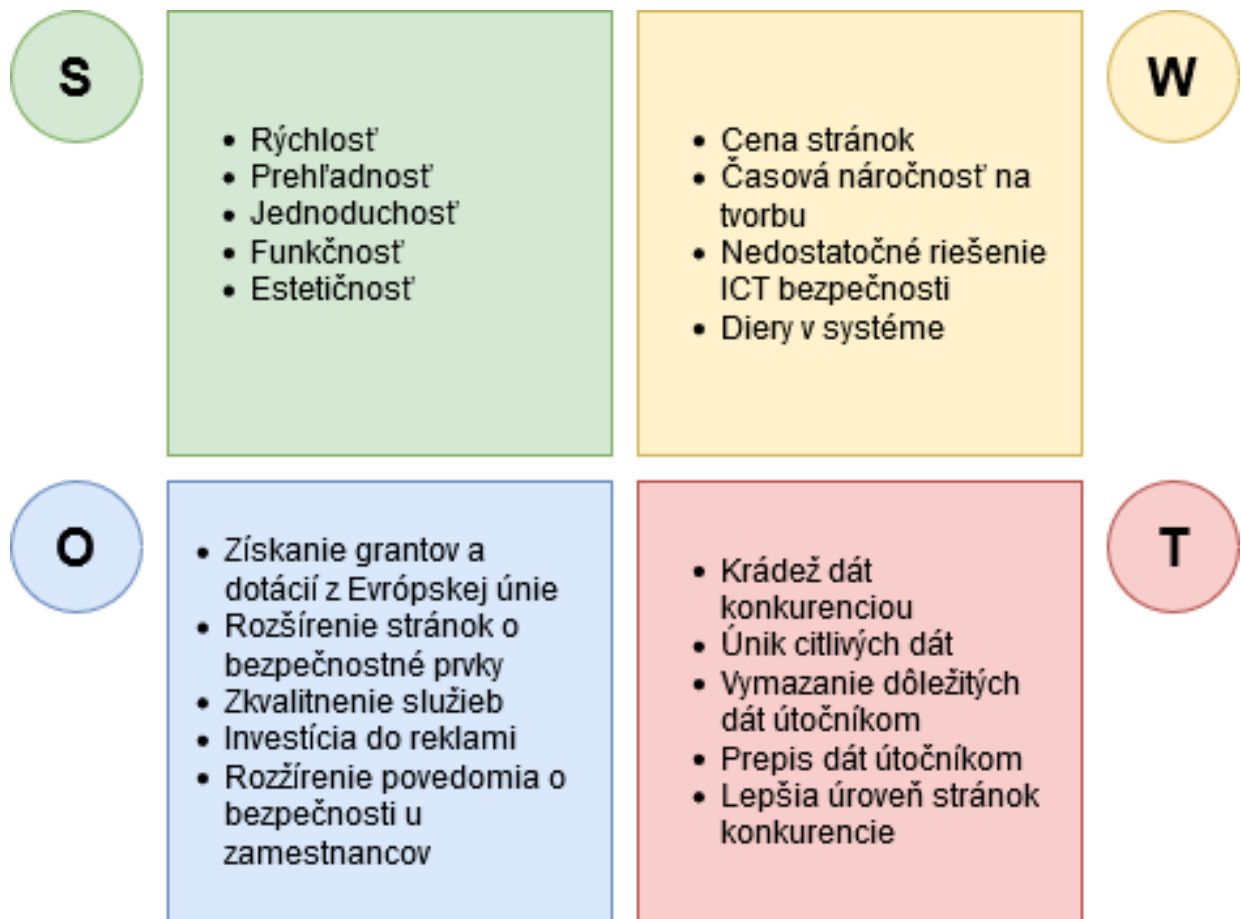 S
• Rýchlosť
• Prehľadnosť
• Jednoduchosť
• Funkčnosť
• Estetičnosť
W
• Cena stránok
• Časová náročnosť na
tvorbu
• Nedostatočné riešenie
ICT bezpečnosti
• Diery v systéme
O
• Získanie grantov a
dotácií z Evrópskej únie
• Rozšírenie stránok o
bezpečnostné prvky
• Zkvalitnenie služieb
• Investícia do reklami
• Rozžírenie povedomia o
bezpečnosti u
zamestnancov
T
• Krádež dát
konkurenciou
• Únik citlivých dát
• Vymazanie dôležitých
dát útočníkom
• Prepis dát útočníkom
• Lepšia úroveň stránok
konkurencie